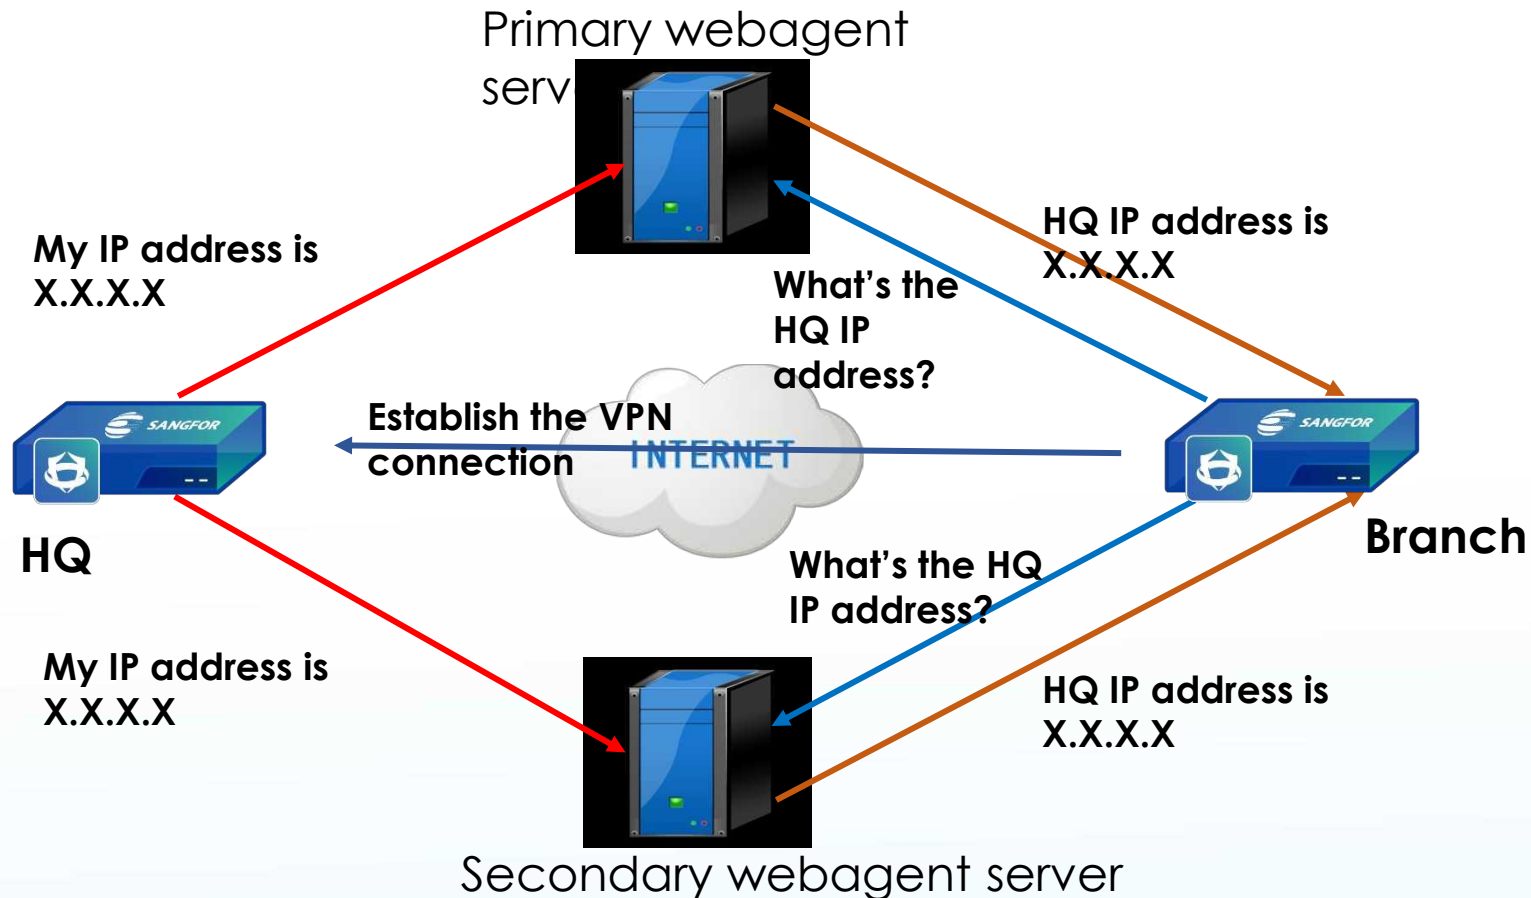 Primary webagent
serv
My IP address is
X.X.X.X
HQ IP address is
X.X.X.X
What's the
HQ IP
address?
SANGFOR
Establish the VPN
connection
INTERNET
SANGFOR
HQ
Branch
What's the HQ
IP address?
My IP address is
X.X.X.X
HQ IP address is
X.X.X.X
Secondary webagent server